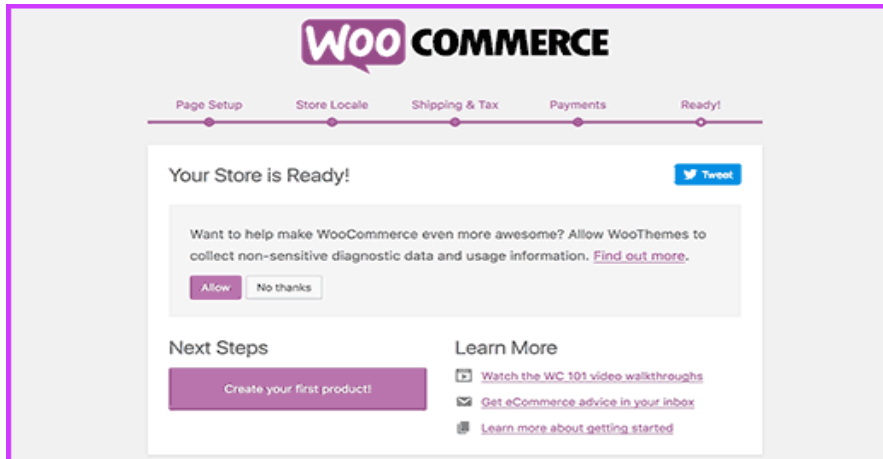 WOO COMMERCE
Page Setup Store Locale Shipping & Tax Payments Ready!
Your Store is Ready!
Tweet
Want to help make WooCommerce even more awesome? Allow WooThemes to
collect non-sensitive diagnostic data and usage information. Find out more.
Allow No thanks
Next Steps
Create your first product!
Learn More
Watch the WC 101 video walkthroughs
Get eCommerce advice in your inbox
Learn more about getting started